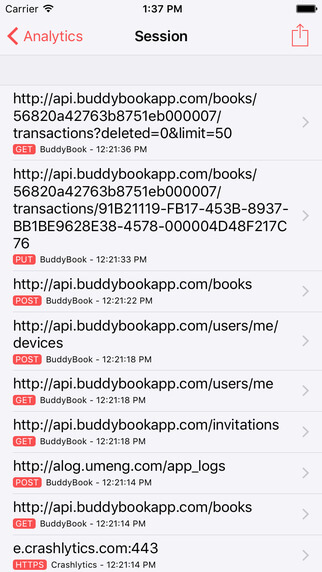 Carrier 1:37 PM
Analytics Session
http://api.buddybookapp.com/books/
56820a42763b8751eb000007/
transactions?deleted=0&limit=50
GET BuddyBook - 12:21:36 PM
http://api.buddybookapp.com/books/
56820a42763b8751eb000007/
transactions/91B21119-FB17-453B-8937-
BB1BE9628E38-4578-000004D48F217C
76
PUT BuddyBook - 12:21:33 PM
http://api.buddybookapp.com/books
POST BuddyBook - 12:21:22 PM
http://api.buddybookapp.com/users/me/
devices
POST BuddyBook - 12:21:18 PM
http://api.buddybookapp.com/users/me
GET BuddyBook - 12:21:18 PM
http://api.buddybookapp.com/invitations
GET BuddyBook - 12:21:18 PM
http://alog.umeng.com/app_logs
POST BuddyBook - 12:21:14 PM
http://api.buddybookapp.com/books
GET BuddyBook - 12:21:14 PM
e.crashlytics.com:443
HTTPS Crashlytics - 12:21:14 PM